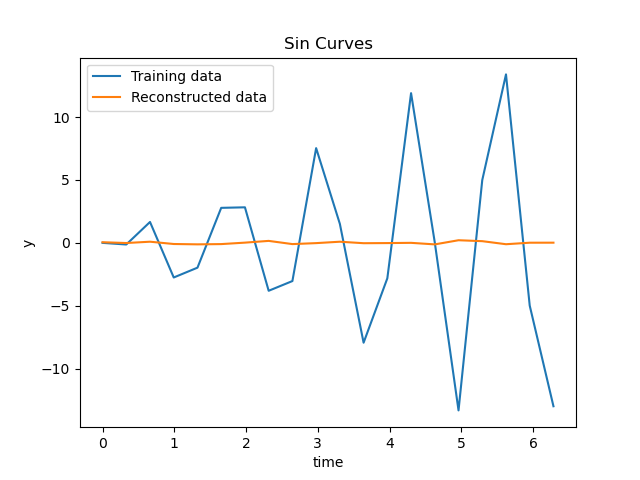 Sin Curves
Training data
Reconstructed data
10
5
0
−5
−10
y
0 1 2 3 4 5 6
time